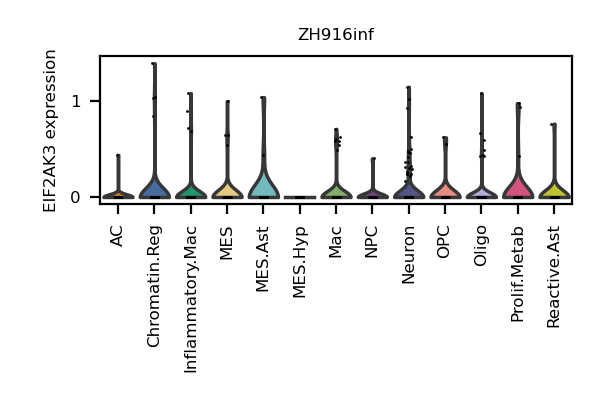 ZH916inf
EIF2AK3 expression
1
0
AC
Chromatin.Reg
Inflammatory.Mac
MES
MES.Ast
MES.Hyp
Mac
NPC
Neuron
OPC
Oligo
Prolif.Metab
Reactive.Ast